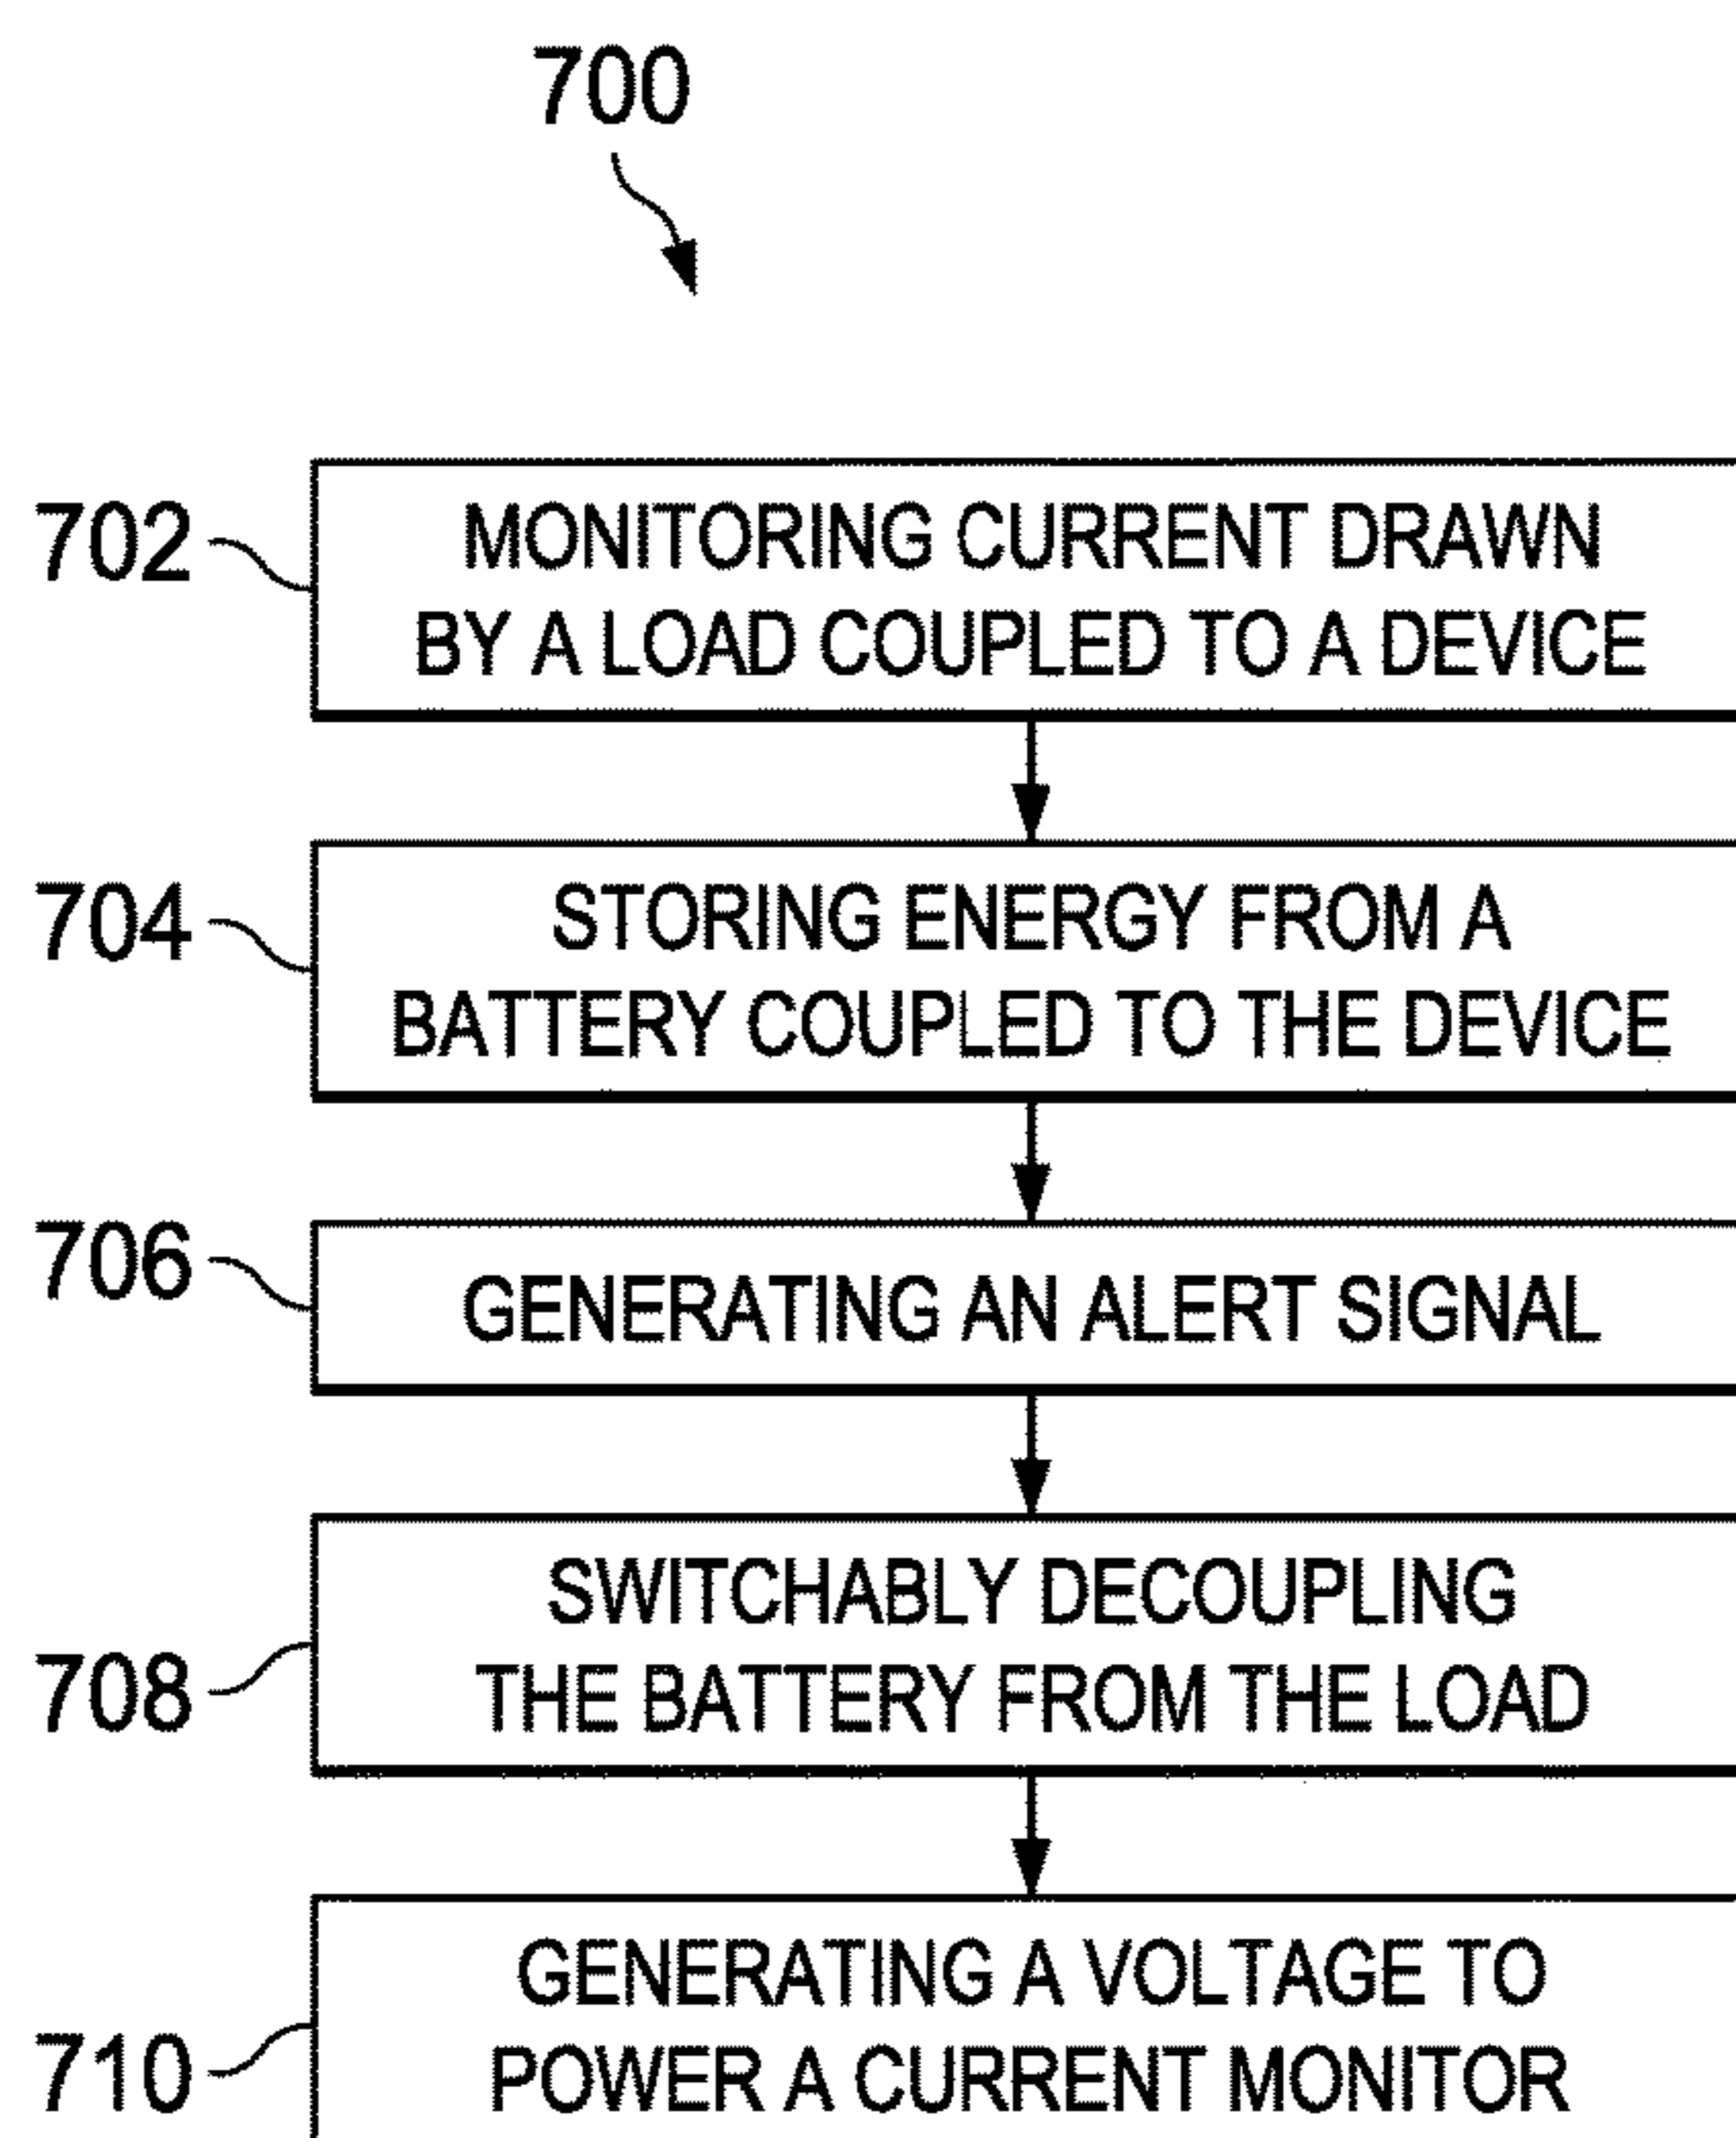 700
702
MONITORING CURRENT DRAWN
BY A LOAD COUPLED TO A DEVICE
704
STORING ENERGY FROM A
BATTERY COUPLED TO THE DEVICE
706
GENERATING AN ALERT SIGNAL
708
SWITCHABLY DECOUPLING
THE BATTERY FROM THE LOAD
710
GENERATING A VOLTAGE TO
POWER A CURRENT MONITOR